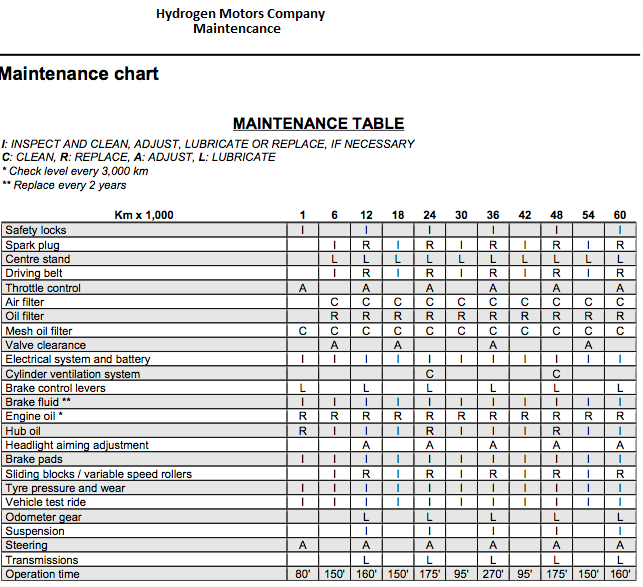 Hydrogen Motors Company
Maintencance
Maintenance chart
MAINTENANCE TABLE
I: INSPECT AND CLEAN, ADJUST, LUBRICATE OR REPLACE, IF NECESSARY
C: CLEAN, R: REPLACE, A: ADJUST, L: LUBRICATE
* Check level every 3,000 km
** Replace every 2 years
Km x 1,000 1 6 12 18 24 30 36 42 48 54 60
Safety locks I I I I I I
Spark plug I R I R I R I R I R
Centre stand L L L L L L L L L L
Driving belt I R I R I R I R I R
Throttle control A A A A A A
Air filter C C C C C C C C C C
Oil filter R R R R R R R R R R
Mesh oil filter C C C C C C C C C C C
Valve clearance A A A A
Electrical system and battery I I I I I I I I I I I
Cylinder ventilation system C C
Brake control levers L L L L L L
Brake fluid ** I I I I I I I I I I I
Engine oil * R R R R R R R R R R R
Hub oil R I I I R I I I R I I
Headlight aiming adjustment A A A A A
Brake pads I I I I I I I I I I I
Sliding blocks / variable speed rollers I R I R I R I R I R
Tyre pressure and wear I I I I I I I I I I I
Vehicle test ride I I I I I I I I I I I
Odometer gear L L L L L
Suspension I I I I I
Steering A A A A A A
Transmissions L L L L L
Operation time 80' 150' 160' 150' 175' 95' 270' 95' 175' 150' 160'